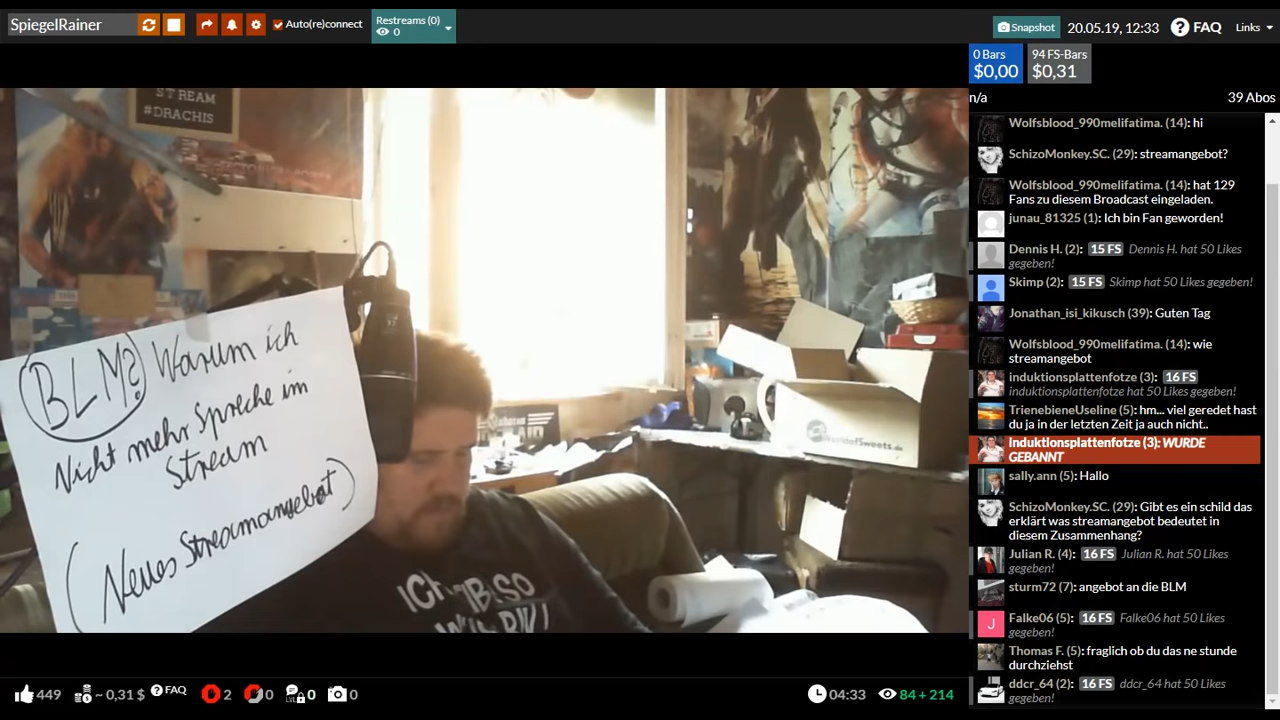 SpiegelRainer
Auto(re)connect
Restreams (0)
0
Snapshot
20.05.19, 12:33
FAQ
Links
0 Bars
$0,00
94 FS-Bars
$0,31
n/a
39 Abos
STREAM
#DRACHIS
(BLM?) Warum ich
Nicht mehr Spreche im
Stream
(Neues Streamangebot)
Wolfsblood_990melifatima. (14): hi
SchizoMonkey.SC. (29): streamangebot?
Wolfsblood_990melifatima. (14): hat 129
Fans zu diesem Broadcast eingeladen.
junau_81325 (1): Ich bin Fan geworden!
Dennis H. (2): 15 FS Dennis H. hat 50 Likes
gegeben!
Skimp (2): 15 FS Skimp hat 50 Likes gegeben!
Jonathan_isi_kikusch (39): Guten Tag
Wolfsblood_990melifatima. (14): wie
streamangebot
induktionsplattenfotze (3): 16 FS
induktionsplattenfotze hat 50 Likes gegeben!
TrienebieneUseline (5): hm... viel geredet hast
du ja in der letzten Zeit ja auch nicht..
Induktionsplattenfotze (3): WURDE
GEBANNT
sally.ann (5): Hallo
SchizoMonkey.SC. (29): Gibt es ein schild das
erklärt was streamangebot bedeutet in
diesem Zusammenhang?
Julian R. (4): 16 FS Julian R. hat 50 Likes
gegeben!
sturm72 (7): angebot an die BLM
J
Falke06 (5): 16 FS Falke06 hat 50 Likes
gegeben!
Thomas F. (5): fraglich ob du das ne stunde
durchziehst
ddcr_64 (2): 16 FS ddcr_64 hat 50 Likes
gegeben!
449
~ 0,31 $
FAQ
2
0
0
0
04:33
84 + 214